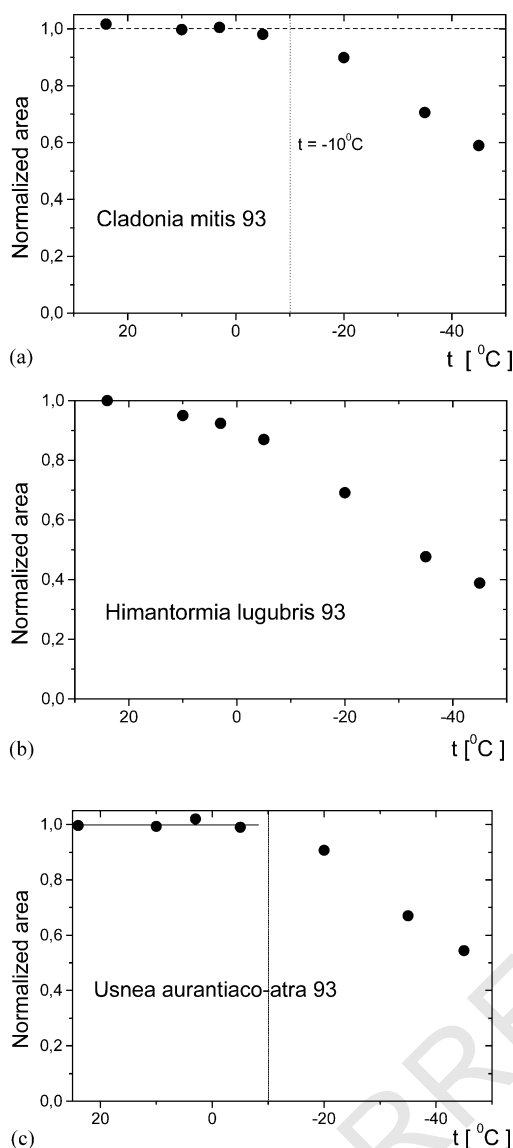 Normalized area
1,0
0,8
0,6
0,4
0,2
0,0
t = -10⁰C
Cladonia mitis 93
20 0 -20 -40
(a)
t [⁰C]
Normalized area
1,0
0,8
0,6
0,4
0,2
0,0
Himantormia lugubris 93
20 0 -20 -40
(b)
t [⁰C]
Normalized area
1,0
0,8
0,6
0,4
0,2
0,0
Usnea aurantiaco-atra 93
20 0 -20 -40
(c)
t [⁰C]
RRE